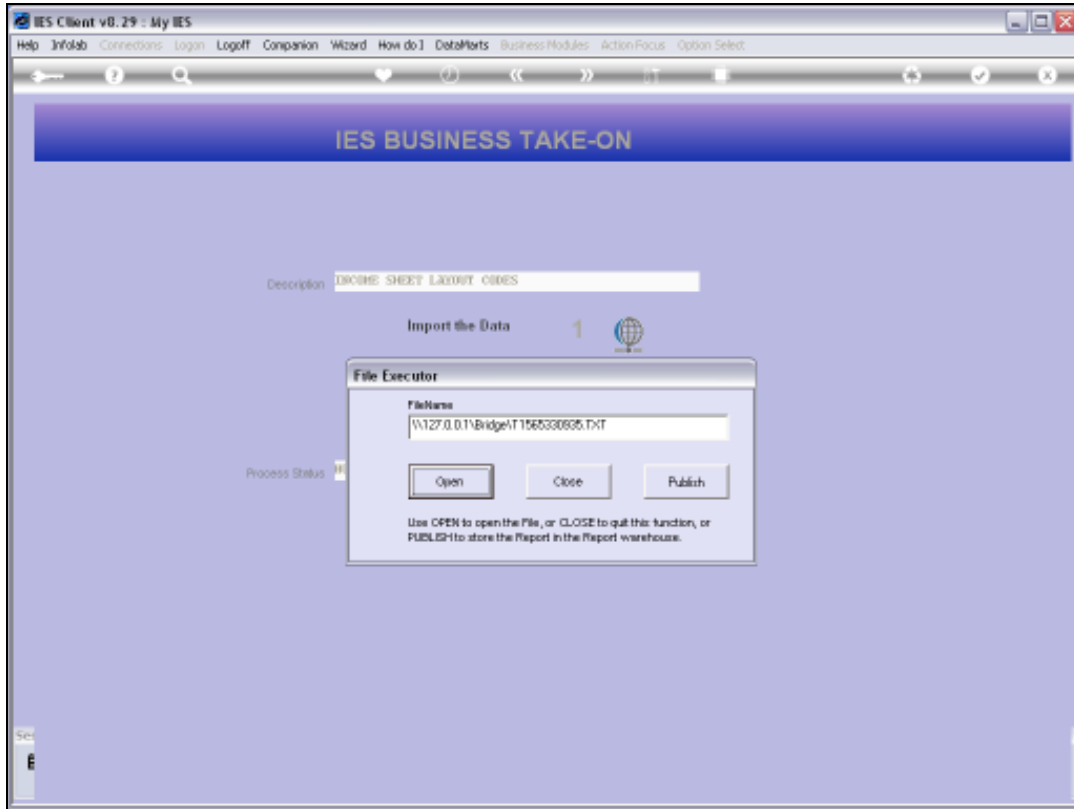 IES Client v8.29 : My IES
Help Infolab Connections Logon Logoff Companion Wizard How do I DataMarts Business Modules Action Focus Option Select
IES BUSINESS TAKE-ON
Description INCOME SHEET LAYOUT CODES
Import the Data 1
File Executor
FileName
\\127.0.0.1\Bridge\T1565330935.TXT
Process Status
Open Close Publish
Use OPEN to open the File, or CLOSE to quit this function, or
PUBLISH to store the Report in the Report warehouse.